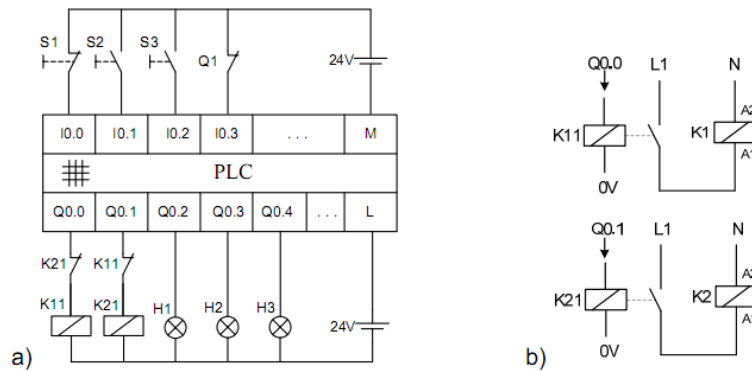 S1 S2 S3 Q1 24V
I0.0 I0.1 I0.2 I0.3 . . . M
PLC
Q0.0 Q0.1 Q0.2 Q0.3 Q0.4 . . . L
K21 K11
K11 K21 H1 H2 H3 24V
a)
Q0.0 L1 N
A2
K11 K1
A1
0V
Q0.1 L1 N
A2
K21 K2
A1
0V
b)